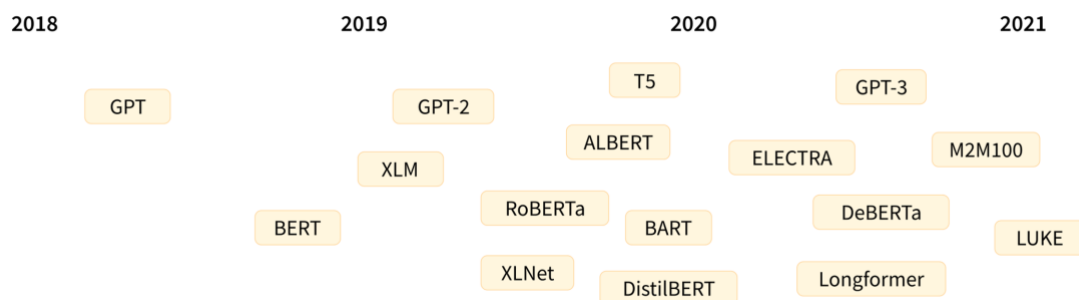 2018 2019 2020 2021
T5
GPT-3
GPT GPT-2
ALBERT
M2M100
ELECTRA
XLM
RoBERTa
DeBERTa
BERT BART
LUKE
XLNet
Longformer
DistilBERT